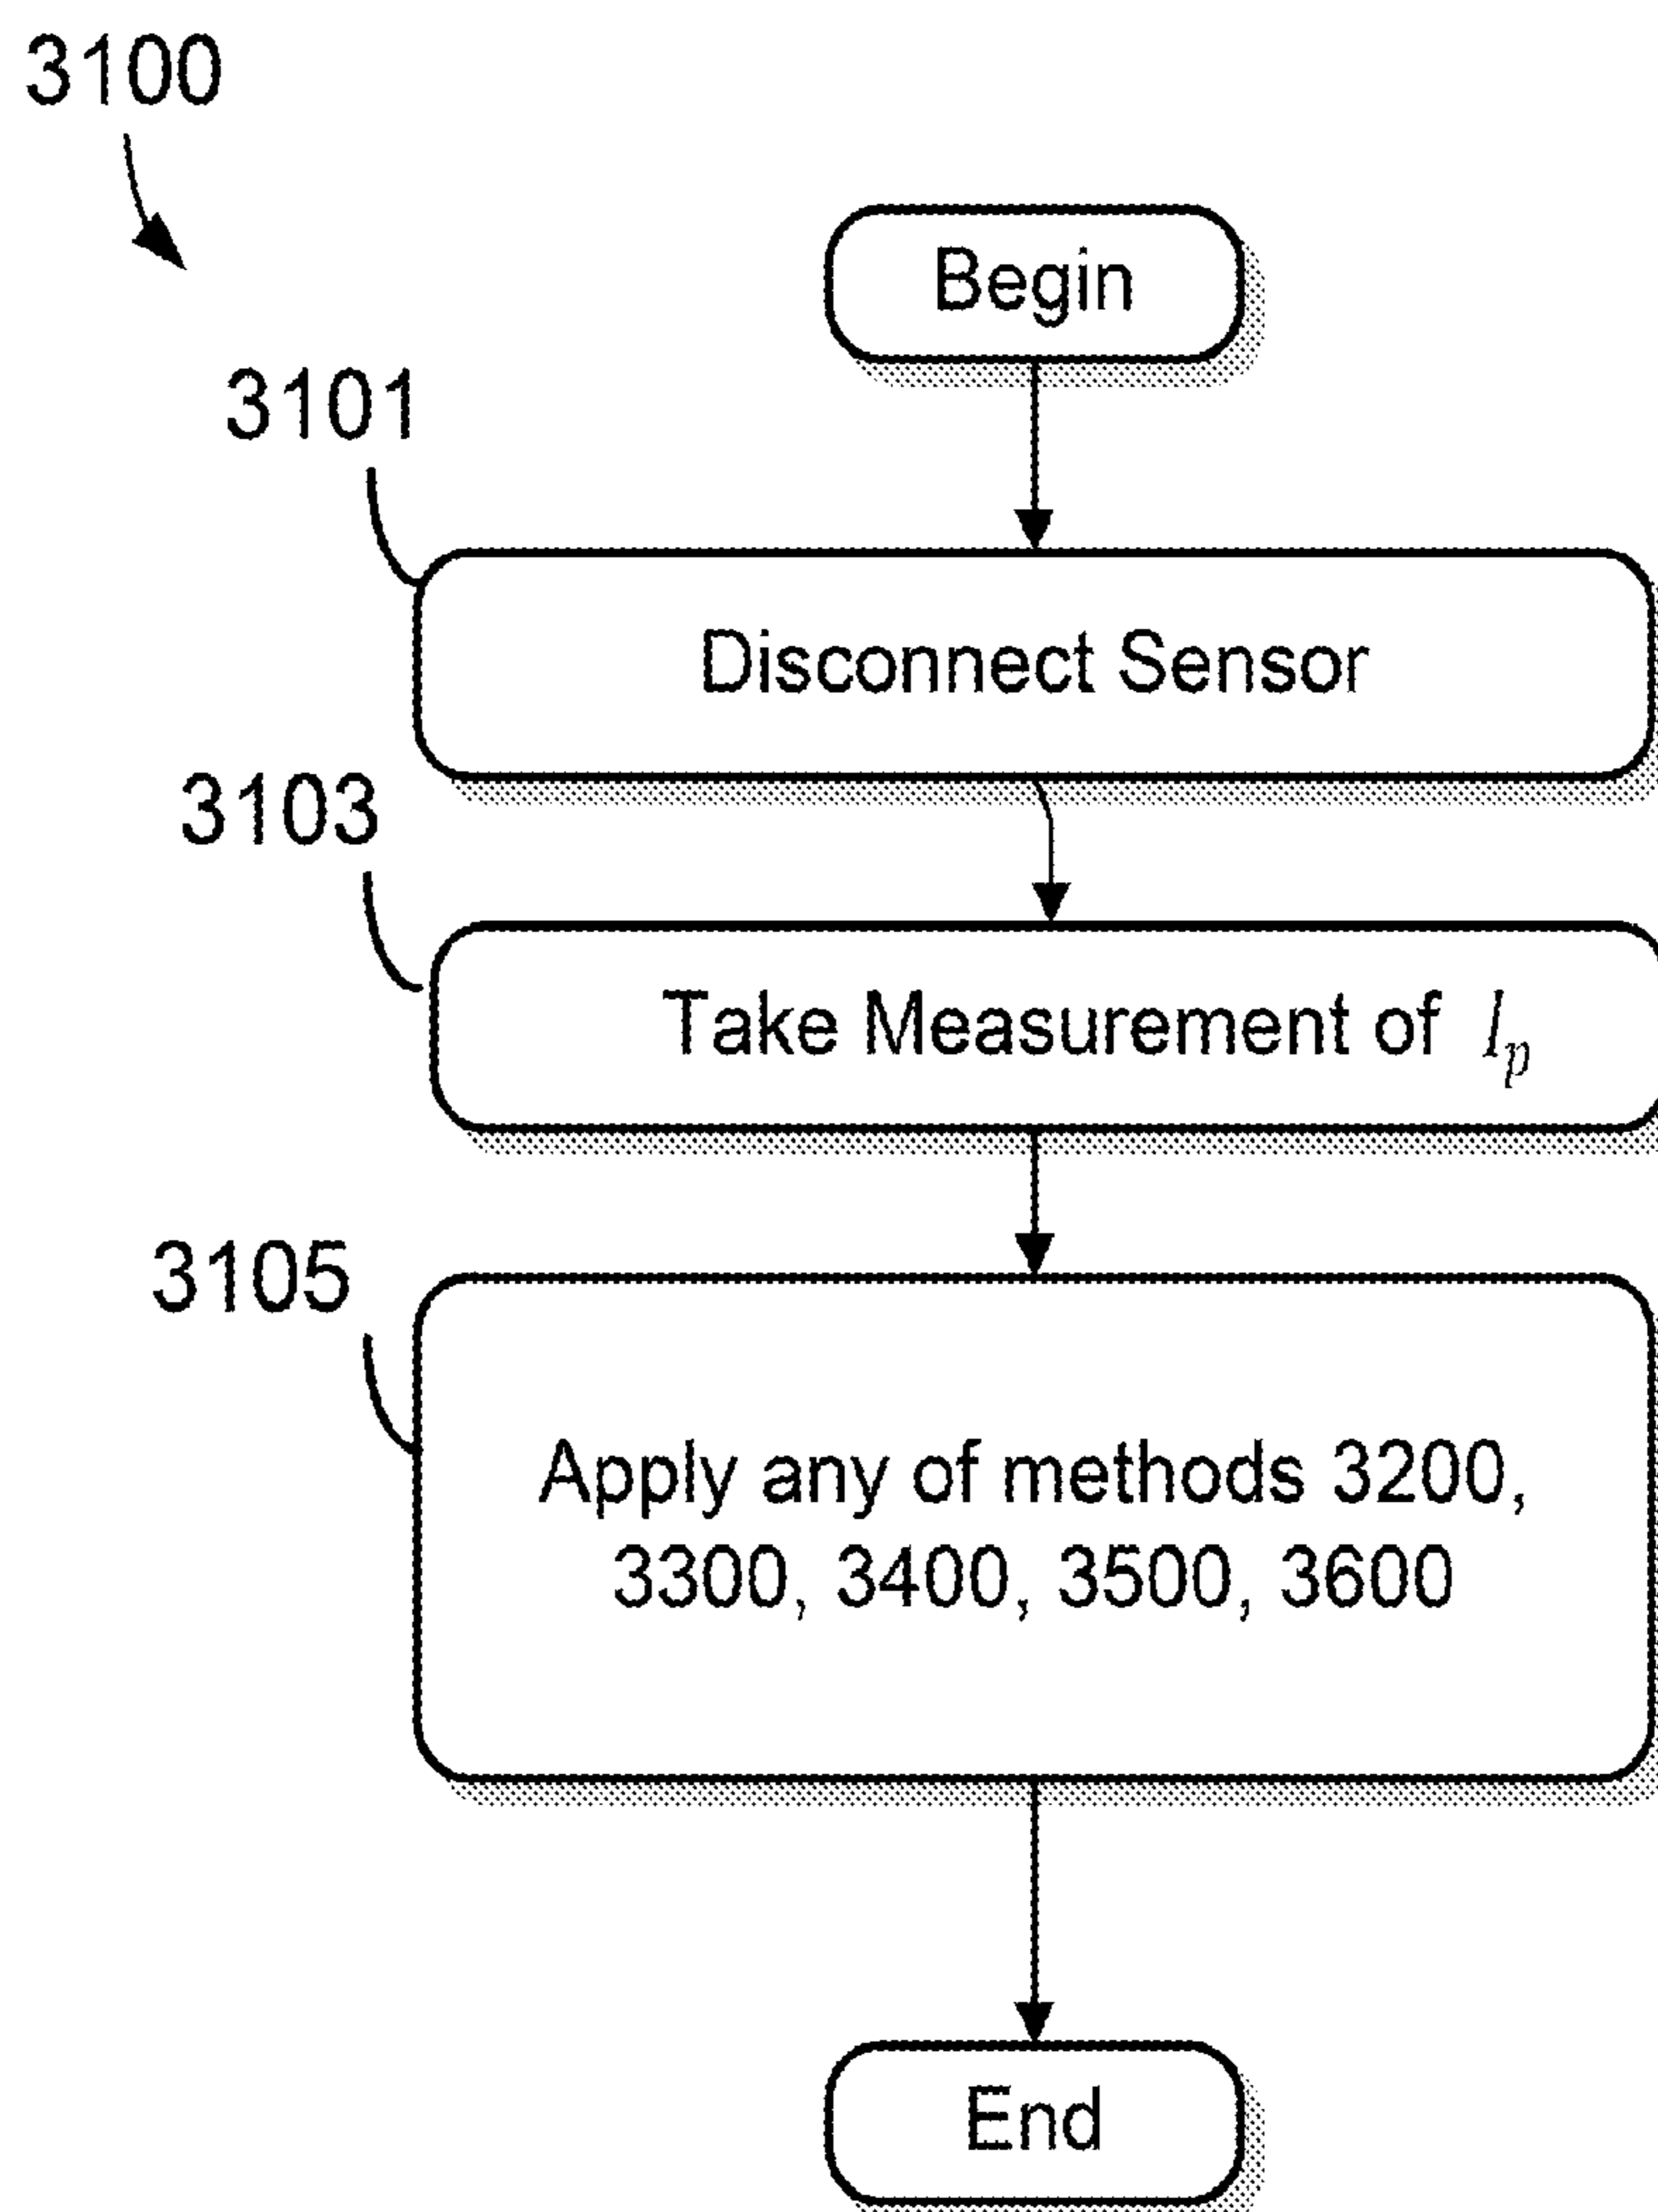 3100
Begin
3101
Disconnect Sensor
3103
Take Measurement of I_p
3105
Apply any of methods 3200,
3300, 3400, 3500, 3600
End